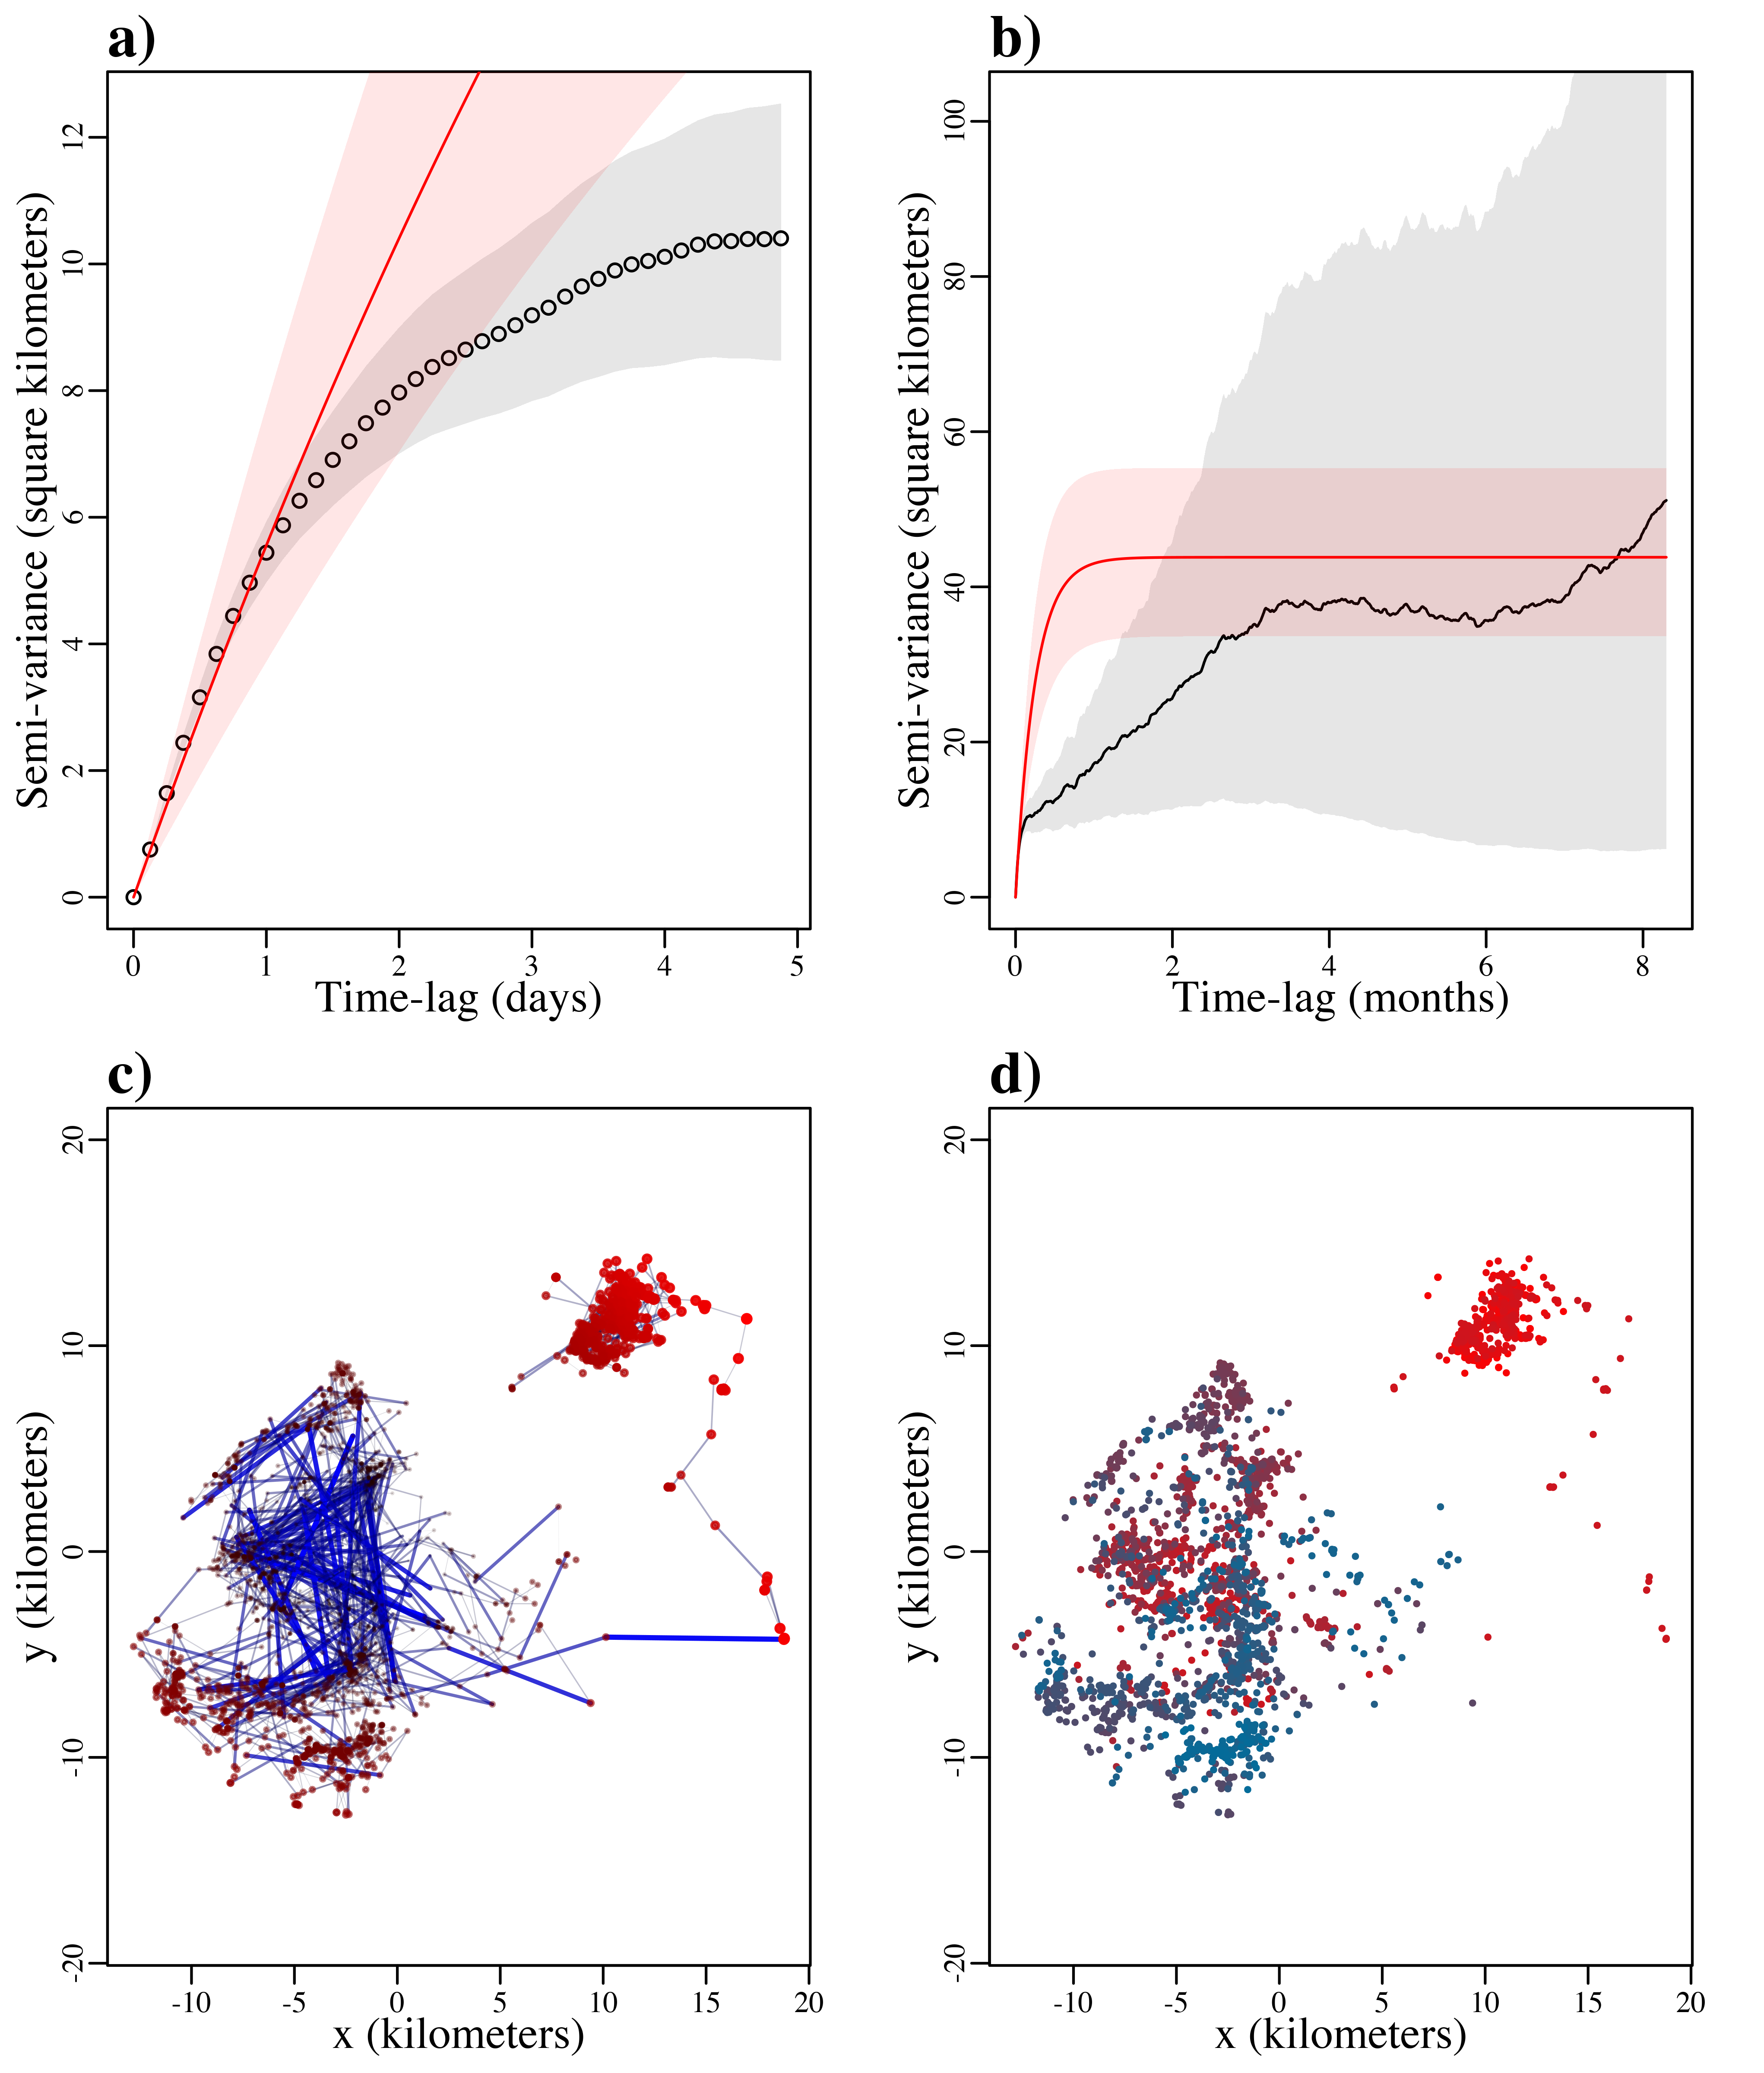 a)
Semi-variance (square kilometers)
12
10
8
6
4
2
0
0 1 2 3 4 5
Time-lag (days)
b)
Semi-variance (square kilometers)
100
80
60
40
20
0
0 2 4 6 8
Time-lag (months)
c)
y (kilometers)
20
10
0
-10
-20
-10 -5 0 5 10 15 20
x (kilometers)
d)
y (kilometers)
20
10
0
-10
-20
-10 -5 0 5 10 15 20
x (kilometers)